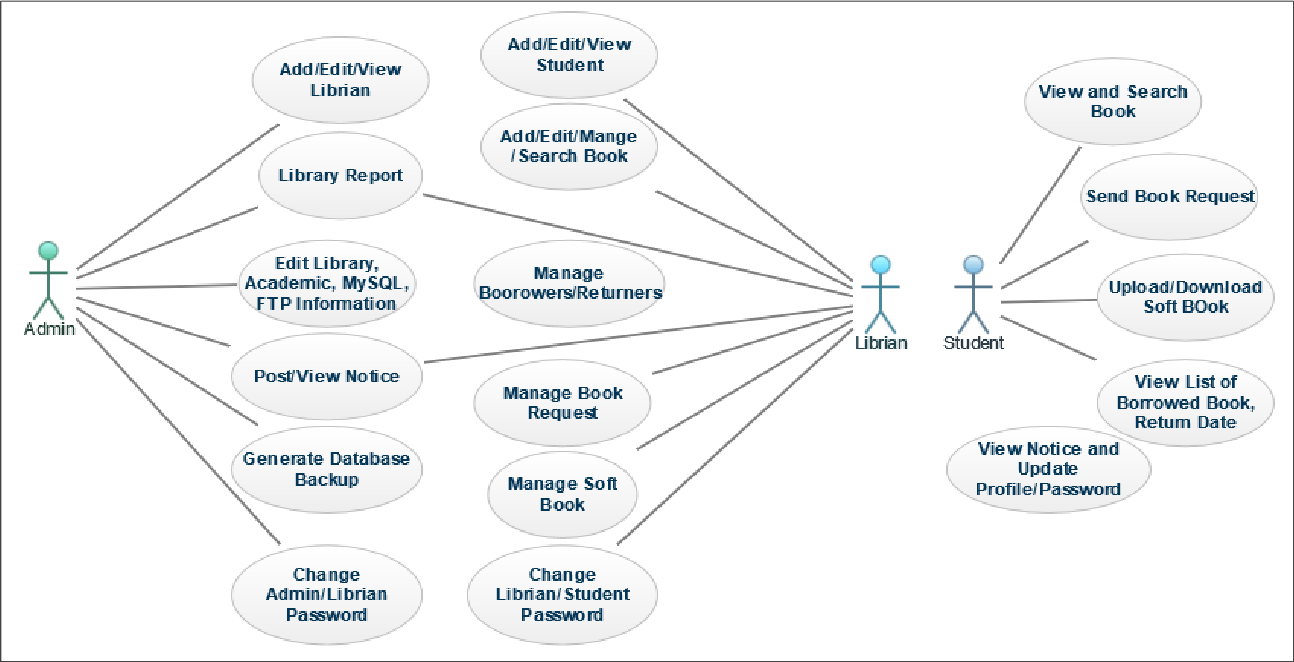 Add/Edit/View
Librian
Library Report
Edit Library,
Academic, MySQL,
FTP Information
Admin
Post/View Notice
Generate Database
Backup
Change
Admin/Librian
Password
Add/Edit/View
Student
Add/Edit/Mange
/Search Book
Manage
Boorowers/Returners
Manage Book
Request
Manage Soft
Book
Change
Librian/Student
Password
Librian
Student
View and Search
Book
Send Book Request
Upload/Download
Soft BOok
View List of
Borrowed Book,
Return Date
View Notice and
Update
Profile/Password